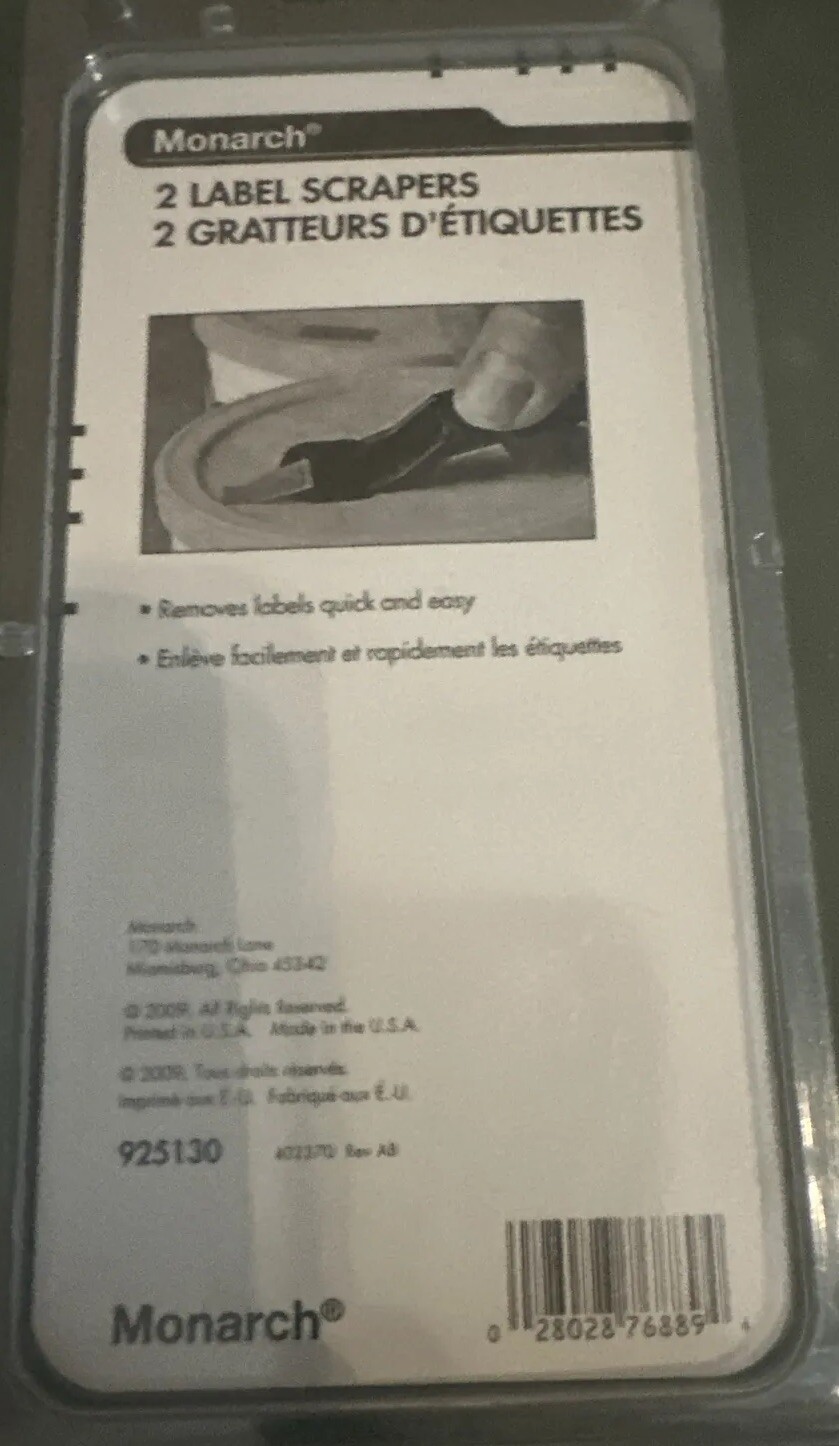 Monarch®
2 LABEL SCRAPERS
2 GRATTEURS D'ÉTIQUETTES
• Removes labels quick and easy
• Enlève facilement et rapidement les étiquettes
Monarch
170 Monarch Lane
Miamisburg, Ohio 45342
© 2009. All Rights Reserved.
Printed in U.S.A. Made in the U.S.A.
© 2009. Tous droits réservés.
Imprimé aux É.-U. Fabriqué aux É.-U.
925130 Rev
Monarch®
0 28028 76889